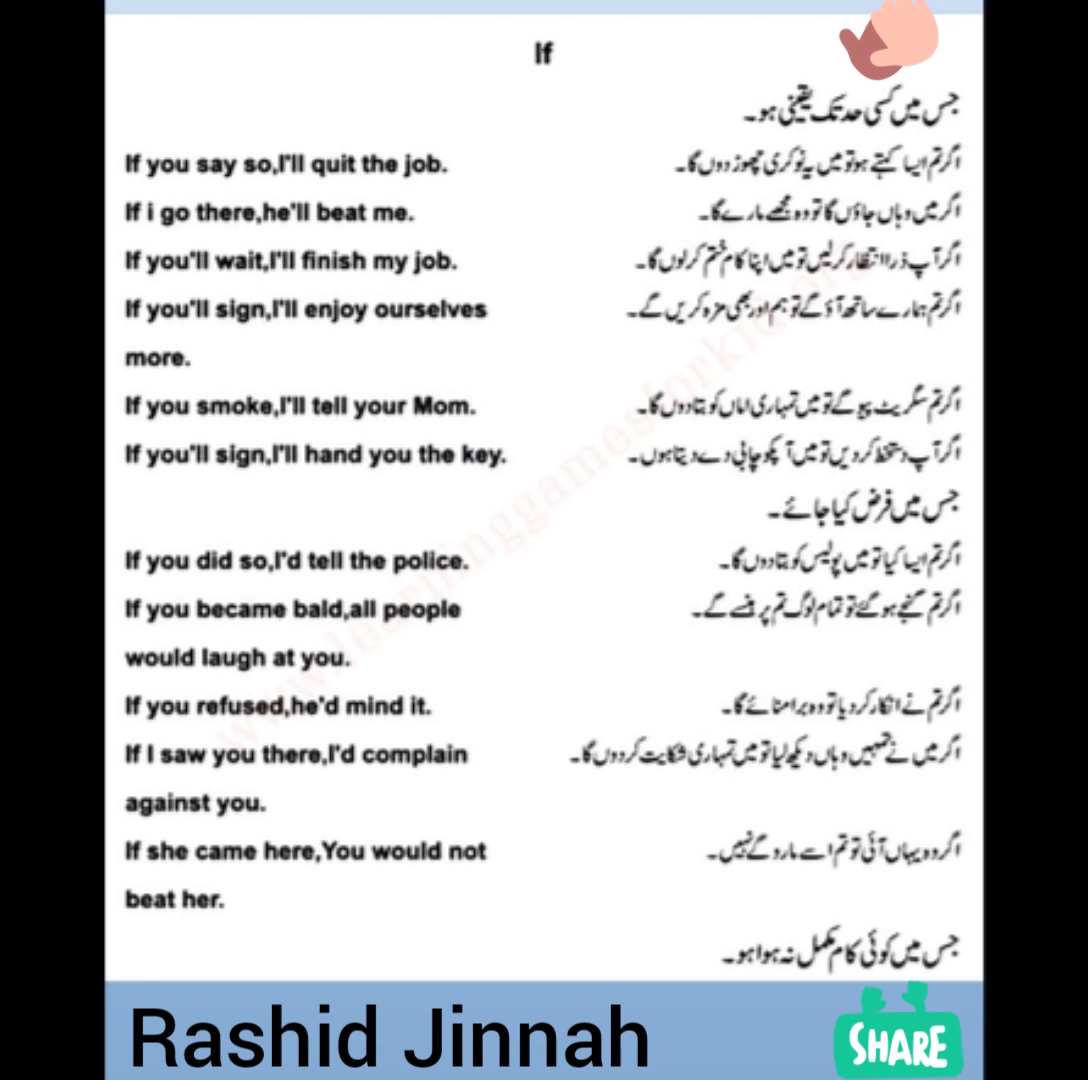 If
جس میں کسی حد تک یقینی ہو۔
If you say so,I'll quit the job. اگر تم ایسا کہتے ہو تو میں یہ نوکری چھوڑ دوں گا۔
If i go there,he'll beat me. اگر میں وہاں جاؤں گا تو وہ مجھے مارے گا۔
If you'll wait,I'll finish my job. اگر آپ ذرا انتظار کر لیں تو میں اپنا کام ختم کر لوں گا۔
If you'll sign,I'll enjoy ourselves اگر تم ہمارے ساتھ آؤ گے تو ہم اور بھی مزہ کریں گے۔
more.
If you smoke,I'll tell your Mom. اگر تم سگریٹ پیو گے تو میں تمہاری اماں کو بتا دوں گا۔
If you'll sign,I'll hand you the key. اگر آپ دستخط کر دیں تو میں آپکو چابی دے دیتا ہوں۔
جس میں فرض کیا جائے۔
If you did so,I'd tell the police. اگر تم ایسا کیا تو میں پولیس کو بتا دوں گا۔
If you became bald,all people اگر تم گنجے ہو گئے تو تمام لوگ تم پر ہنسے گے۔
would laugh at you.
If you refused,he'd mind it. اگر تم نے انکار کر دیا تو وہ برا منائے گا۔
If I saw you there,I'd complain اگر میں نے تمہیں وہاں دیکھ لیا تو میں تمہاری شکایت کر دوں گا۔
against you.
If she came here,You would not اگر وہ یہاں آئی تو تم اسے مارو گے نہیں۔
beat her.
جس میں کوئی کام مکمل نہ ہوا ہو۔
Rashid Jinnah
SHARE